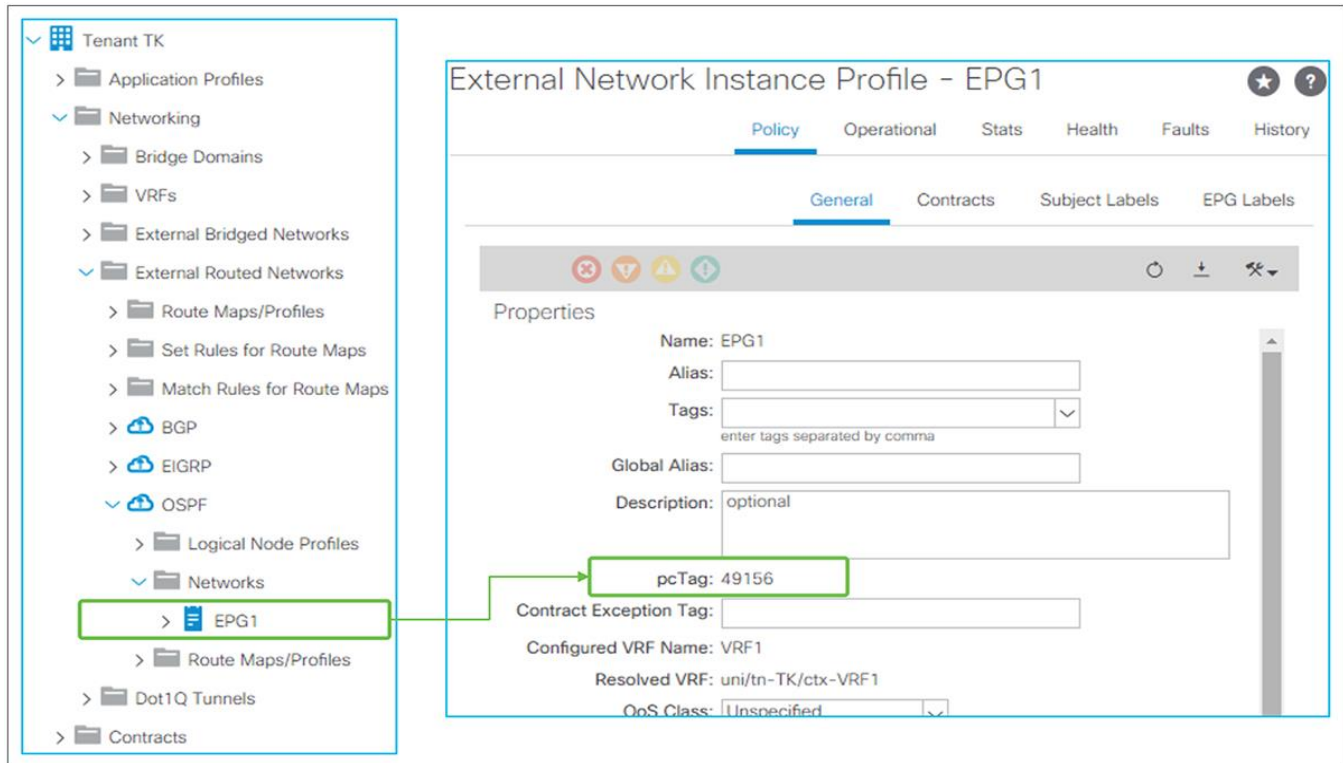 Tenant TK
Application Profiles
Networking
Bridge Domains
VRFs
External Bridged Networks
External Routed Networks
Route Maps/Profiles
Set Rules for Route Maps
Match Rules for Route Maps
BGP
EIGRP
OSPF
Logical Node Profiles
Networks
EPG1
Route Maps/Profiles
Dot1Q Tunnels
Contracts
External Network Instance Profile - EPG1
Policy Operational Stats Health Faults History
General Contracts Subject Labels EPG Labels
Properties
Name: EPG1
Alias:
Tags:
enter tags separated by comma
Global Alias:
Description: optional
pcTag: 49156
Contract Exception Tag:
Configured VRF Name: VRF1
Resolved VRF: uni/tn-TK/ctx-VRF1
QoS Class: Unspecified